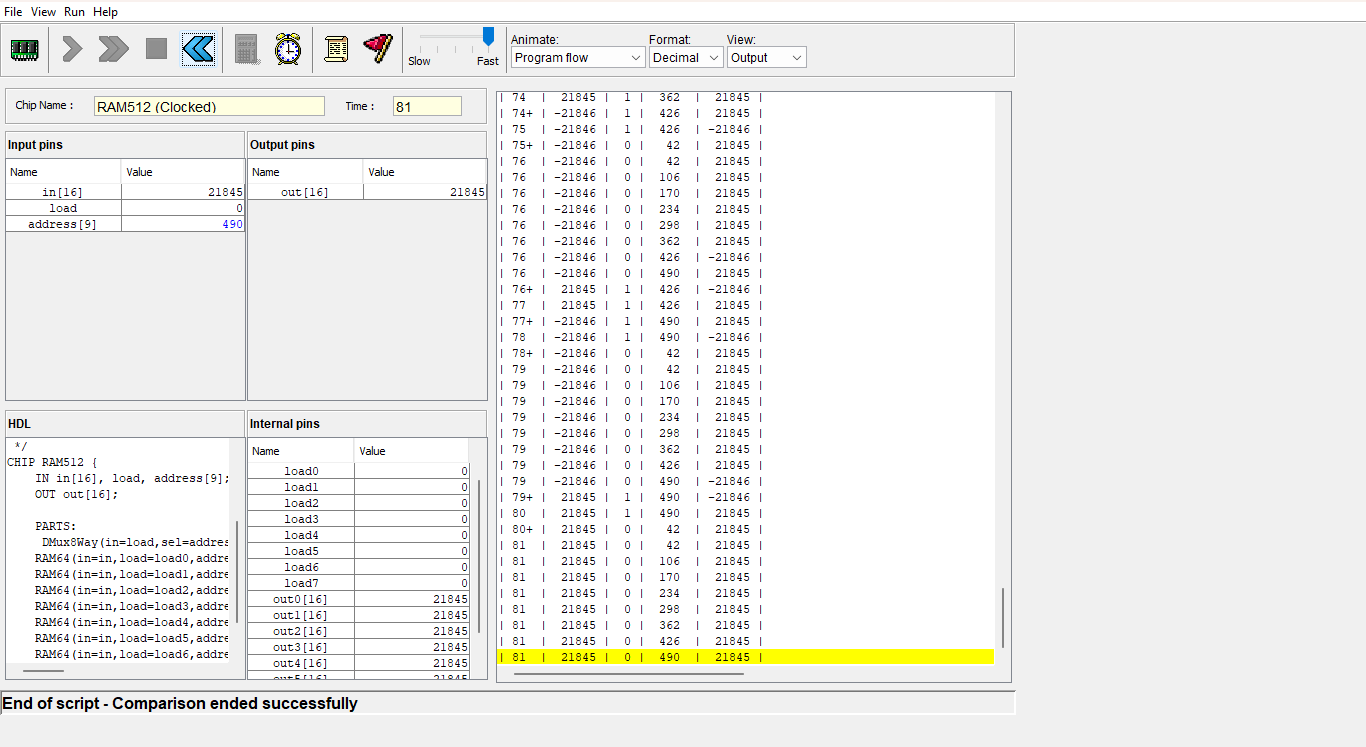 File View Run Help
Animate: Format: View:
Slow Fast Program flow Decimal Output
Chip Name : RAM512 (Clocked) Time : 81
Input pins
Name Value
in[16] 21845
load 0
address[9] 490
Output pins
Name Value
out[16] 21845
HDL
*/
CHIP RAM512 {
IN in[16], load, address[9];
OUT out[16];
PARTS:
DMux8Way(in=load,sel=addres
RAM64(in=in,load=load0,addre
RAM64(in=in,load=load1,addre
RAM64(in=in,load=load2,addre
RAM64(in=in,load=load3,addre
RAM64(in=in,load=load4,addre
RAM64(in=in,load=load5,addre
RAM64(in=in,load=load6,addre
Internal pins
Name Value
load0 0
load1 0
load2 0
load3 0
load4 0
load5 0
load6 0
load7 0
out0[16] 21845
out1[16] 21845
out2[16] 21845
out3[16] 21845
out4[16] 21845
out5[16] 21845
| 74 | 21845 | 1 | 362 | 21845 |
| 74+ | -21846 | 1 | 426 | 21845 |
| 75 | -21846 | 1 | 426 | -21846 |
| 75+ | -21846 | 0 | 42 | 21845 |
| 76 | -21846 | 0 | 42 | 21845 |
| 76 | -21846 | 0 | 106 | 21845 |
| 76 | -21846 | 0 | 170 | 21845 |
| 76 | -21846 | 0 | 234 | 21845 |
| 76 | -21846 | 0 | 298 | 21845 |
| 76 | -21846 | 0 | 362 | 21845 |
| 76 | -21846 | 0 | 426 | -21846 |
| 76 | -21846 | 0 | 490 | 21845 |
| 76+ | 21845 | 1 | 426 | -21846 |
| 77 | 21845 | 1 | 426 | 21845 |
| 77+ | -21846 | 1 | 490 | 21845 |
| 78 | -21846 | 1 | 490 | -21846 |
| 78+ | -21846 | 0 | 42 | 21845 |
| 79 | -21846 | 0 | 42 | 21845 |
| 79 | -21846 | 0 | 106 | 21845 |
| 79 | -21846 | 0 | 170 | 21845 |
| 79 | -21846 | 0 | 234 | 21845 |
| 79 | -21846 | 0 | 298 | 21845 |
| 79 | -21846 | 0 | 362 | 21845 |
| 79 | -21846 | 0 | 426 | 21845 |
| 79 | -21846 | 0 | 490 | -21846 |
| 79+ | 21845 | 1 | 490 | -21846 |
| 80 | 21845 | 1 | 490 | 21845 |
| 80+ | 21845 | 0 | 42 | 21845 |
| 81 | 21845 | 0 | 42 | 21845 |
| 81 | 21845 | 0 | 106 | 21845 |
| 81 | 21845 | 0 | 170 | 21845 |
| 81 | 21845 | 0 | 234 | 21845 |
| 81 | 21845 | 0 | 298 | 21845 |
| 81 | 21845 | 0 | 362 | 21845 |
| 81 | 21845 | 0 | 426 | 21845 |
| 81 | 21845 | 0 | 490 | 21845 |
End of script - Comparison ended successfully